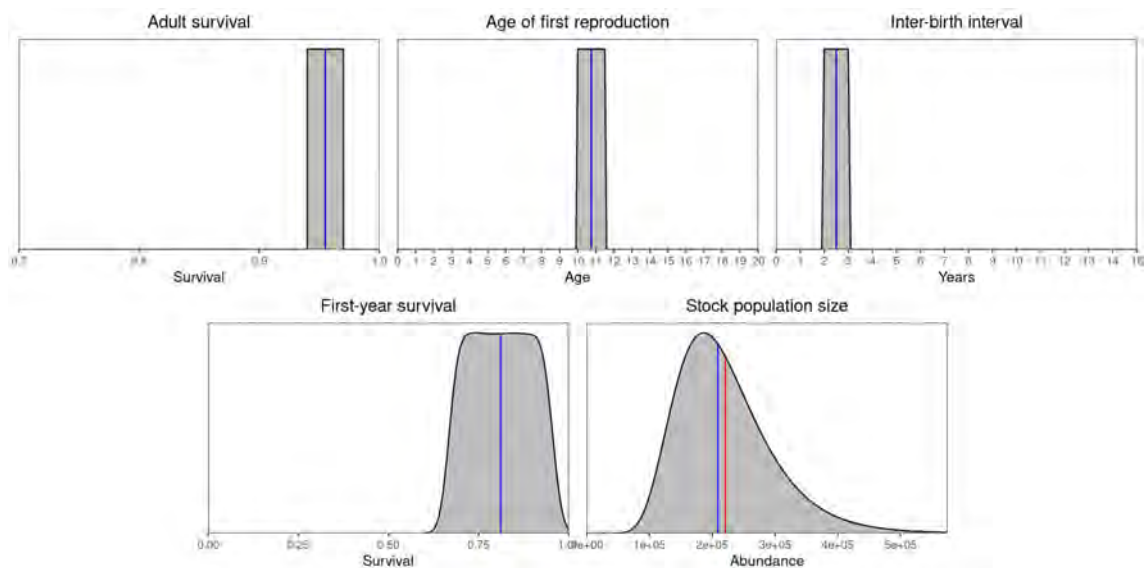 Adult survival
Age of first reproduction
Inter-birth interval
0.7 0.8 0.9 1.0
0 1 2 3 4 5 6 7 8 9 10 11 12 13 14 15 16 17 18 19 20
0 1 2 3 4 5 6 7 8 9 10 11 12 13 14 15
Survival
Age
Years
First-year survival
Stock population size
0.00 0.25 0.50 0.75
1e+05 2e+05 3e+05 4e+05 5e+05
Survival
Abundance